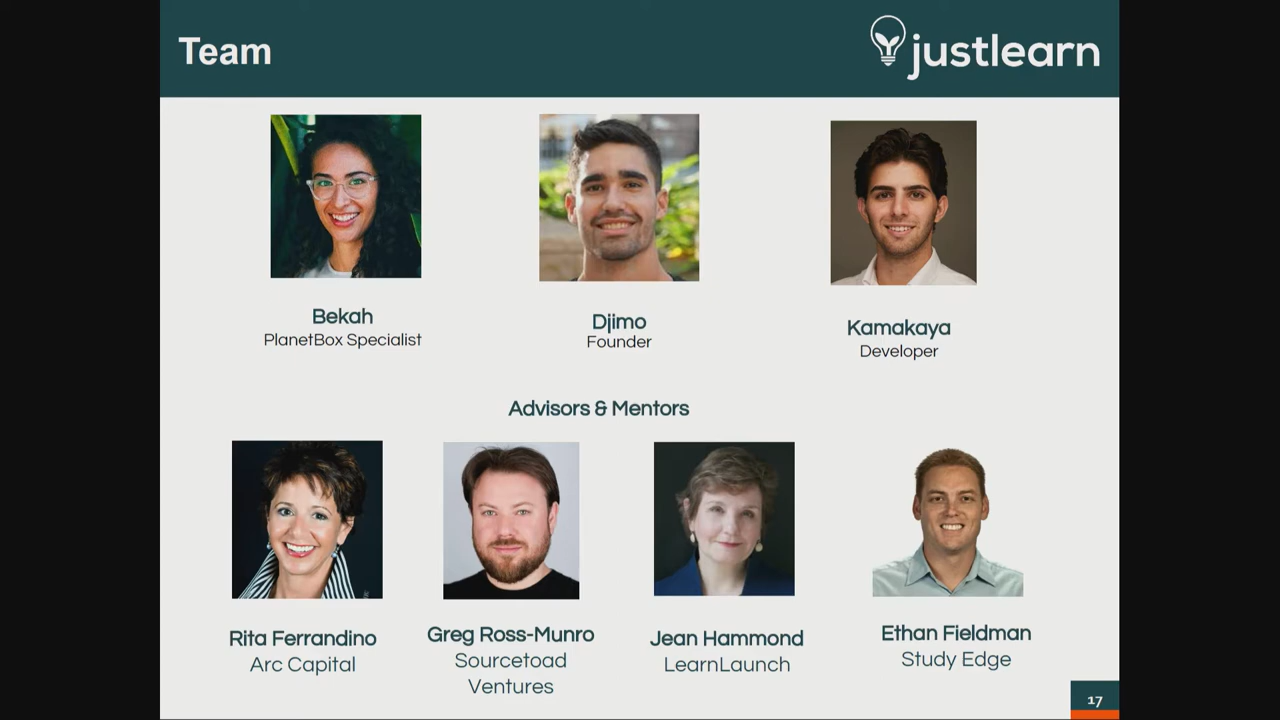 Team
justlearn
Bekah
PlanetBox Specialist
Djimo
Founder
Kamakaya
Developer
Advisors & Mentors
Rita Ferrandino
Arc Capital
Greg Ross-Munro
Sourcetoad
Ventures
Jean Hammond
LearnLaunch
Ethan Fieldman
Study Edge
17